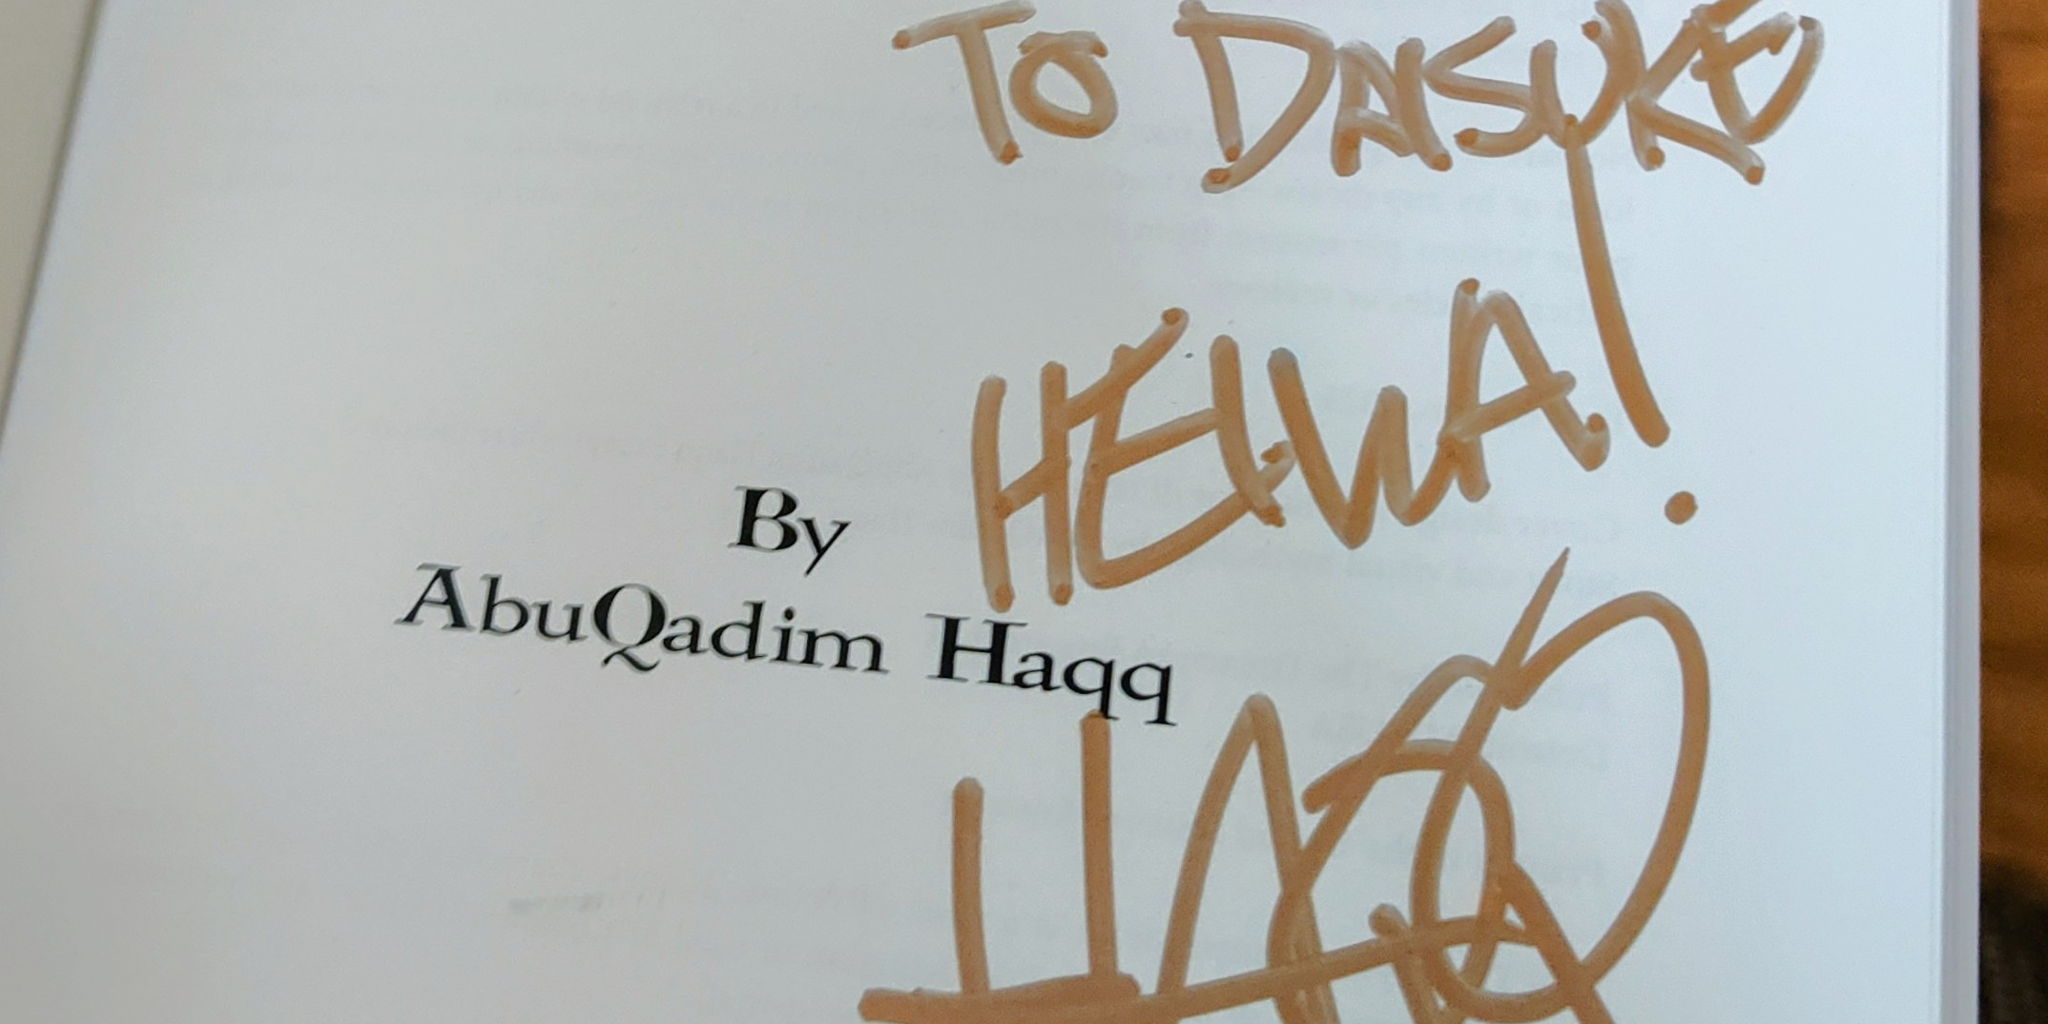 TO DAISUKE
HEIWA!
By
AbuQadim Haqq
HAQQ